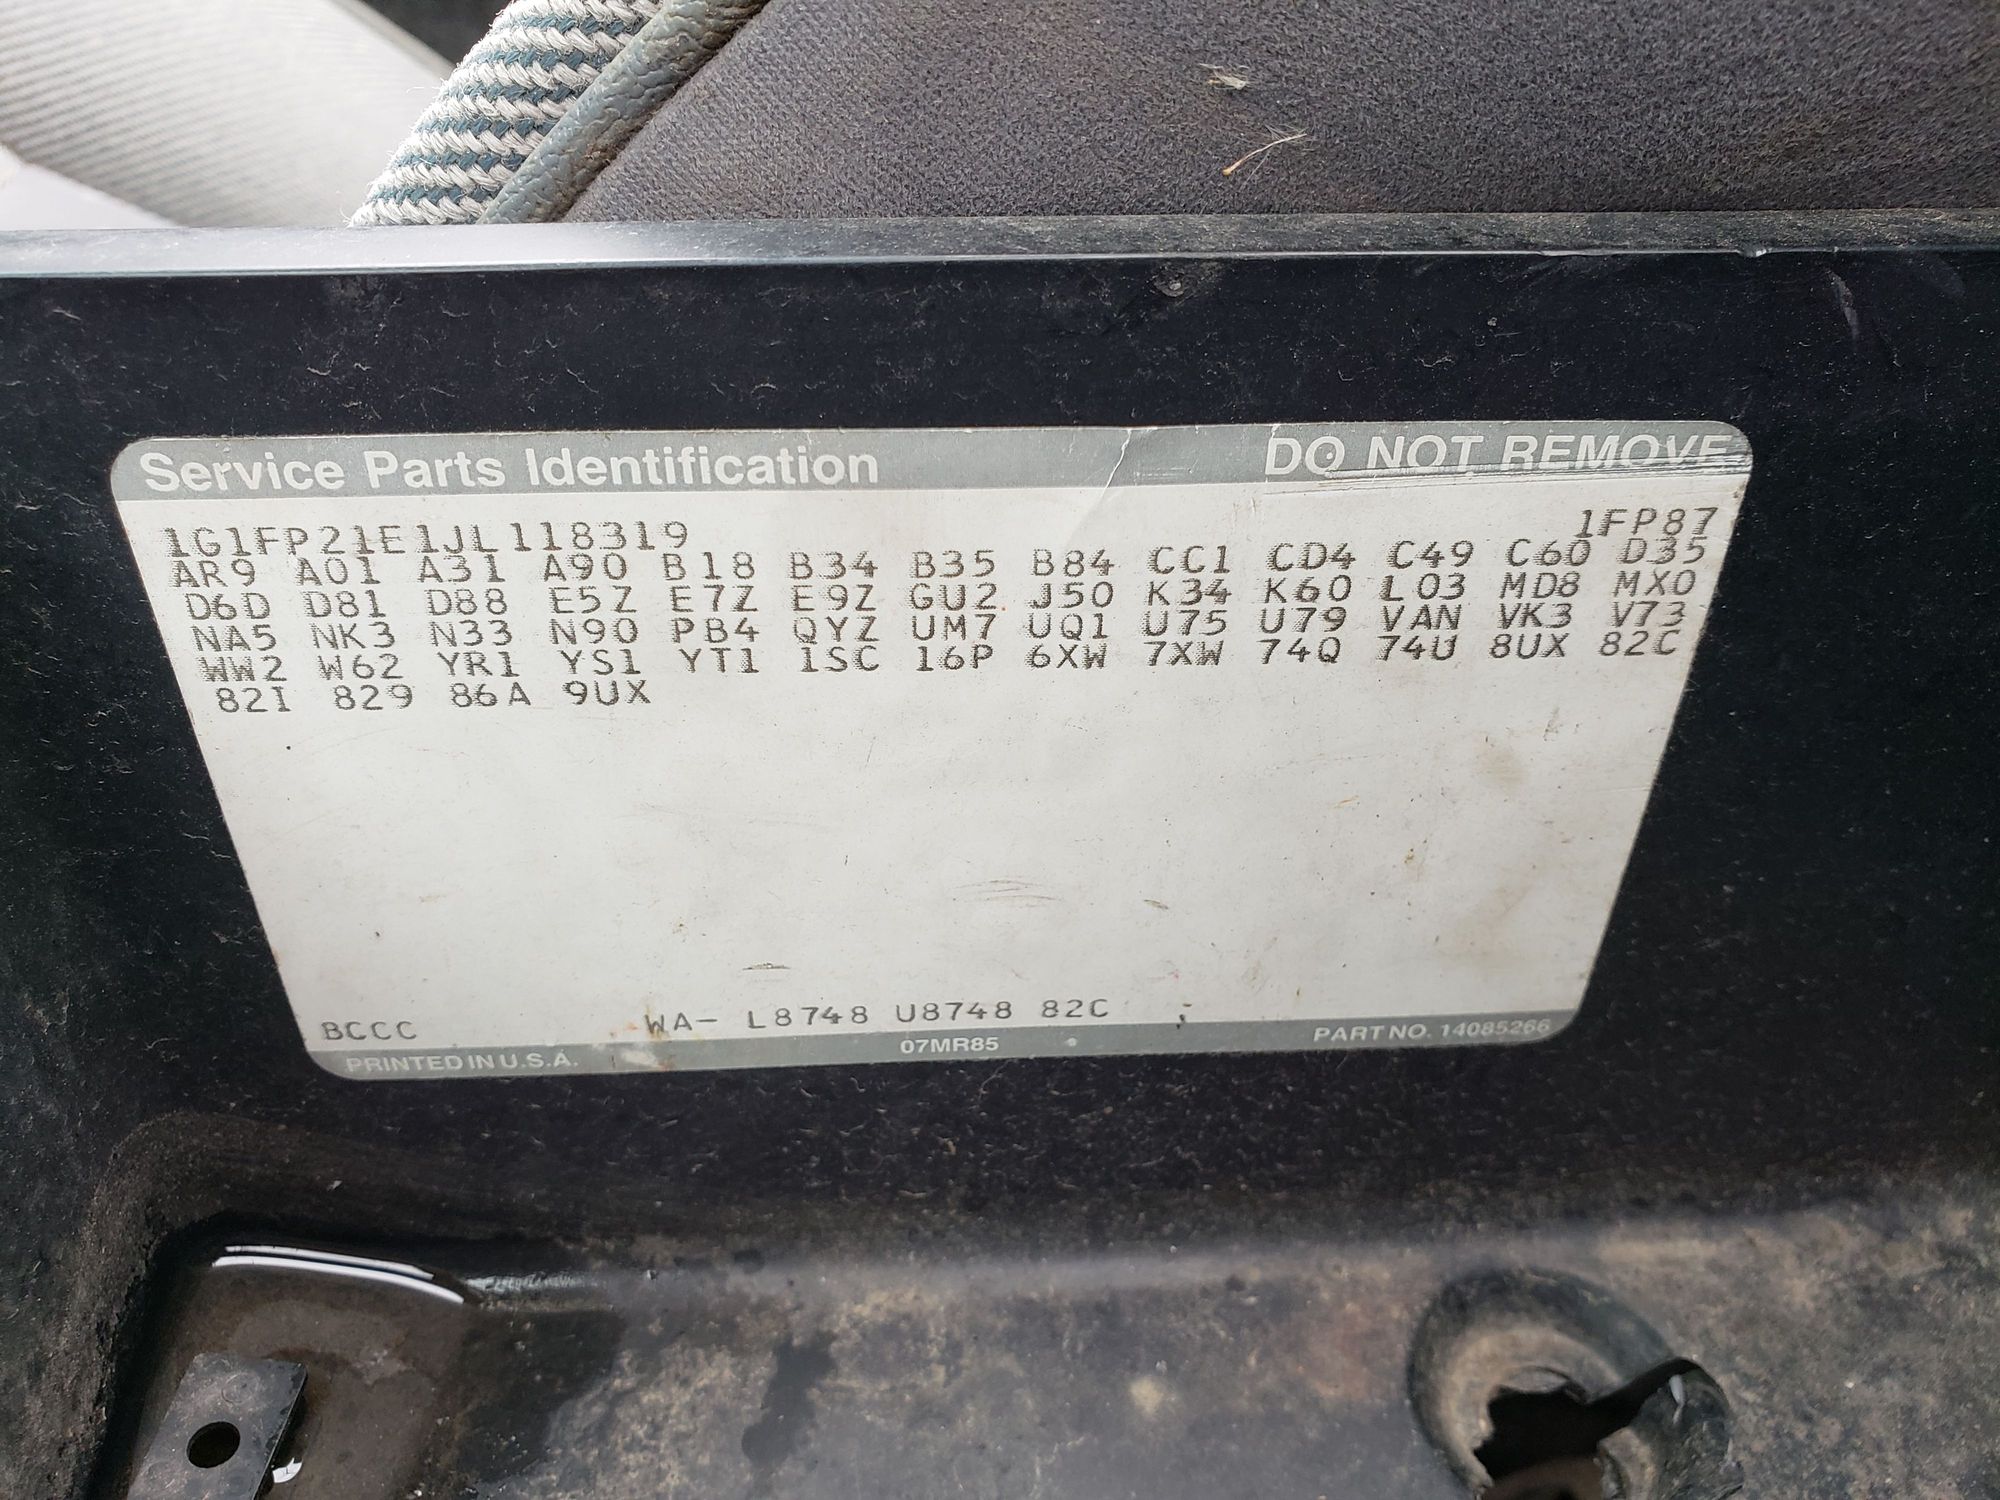 Service Parts Identification DO NOT REMOVE
1G1FP21E1JL118319 1FP87
AR9 A01 A31 A90 B18 B34 B35 B84 CC1 CD4 C49 C60 D35
D6D D81 D88 E5Z E7Z E9Z GU2 J50 K34 K60 L03 MD8 MX0
NA5 NK3 N33 N90 PB4 QYZ UM7 UQ1 U75 U79 VAN VK3 V73
WW2 W62 YR1 YS1 YT1 1SC 16P 6XW 7XW 74Q 74U 8UX 82C
82I 829 86A 9UX
BCCC WA- L8748 U8748 82C
PRINTED IN U.S.A. 07MR85 PART NO. 14085266